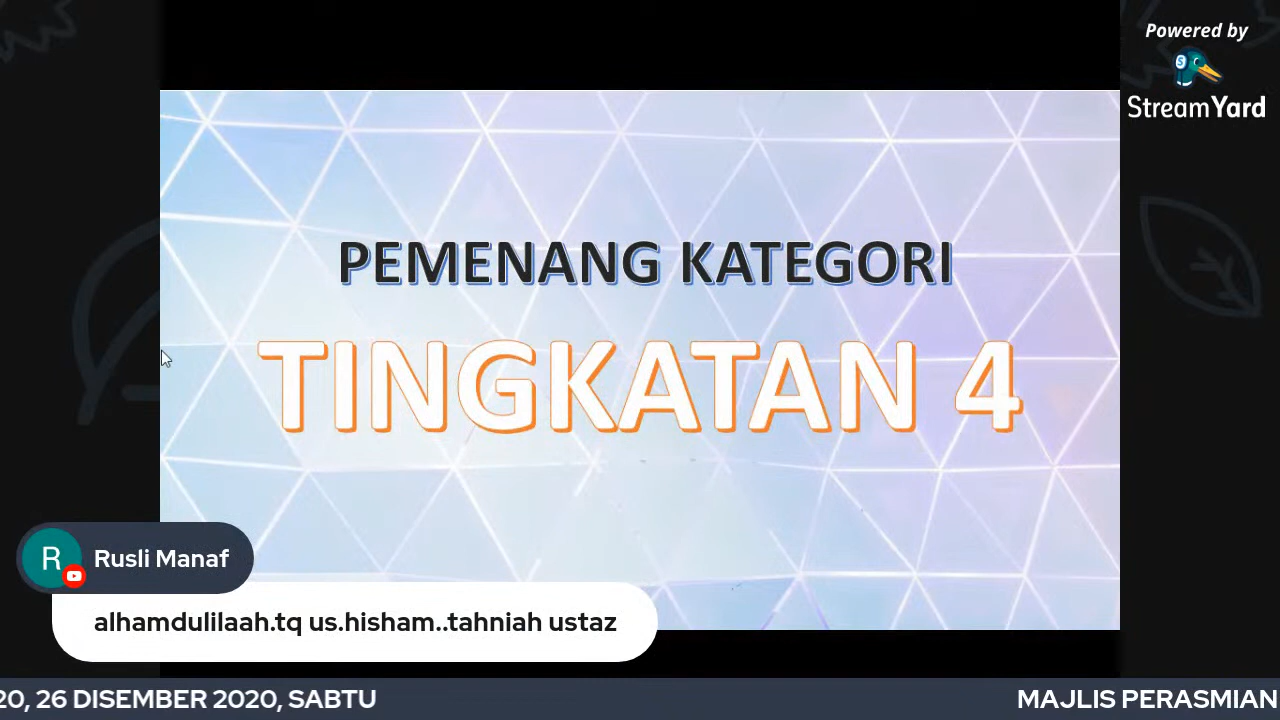 Powered by
StreamYard
PEMENANG KATEGORI
TINGKATAN 4
R
Rusli Manaf
alhamdulilaah.tq us.hisham..tahniah ustaz
20, 26 DISEMBER 2020, SABTU
MAJLIS PERASMIAN